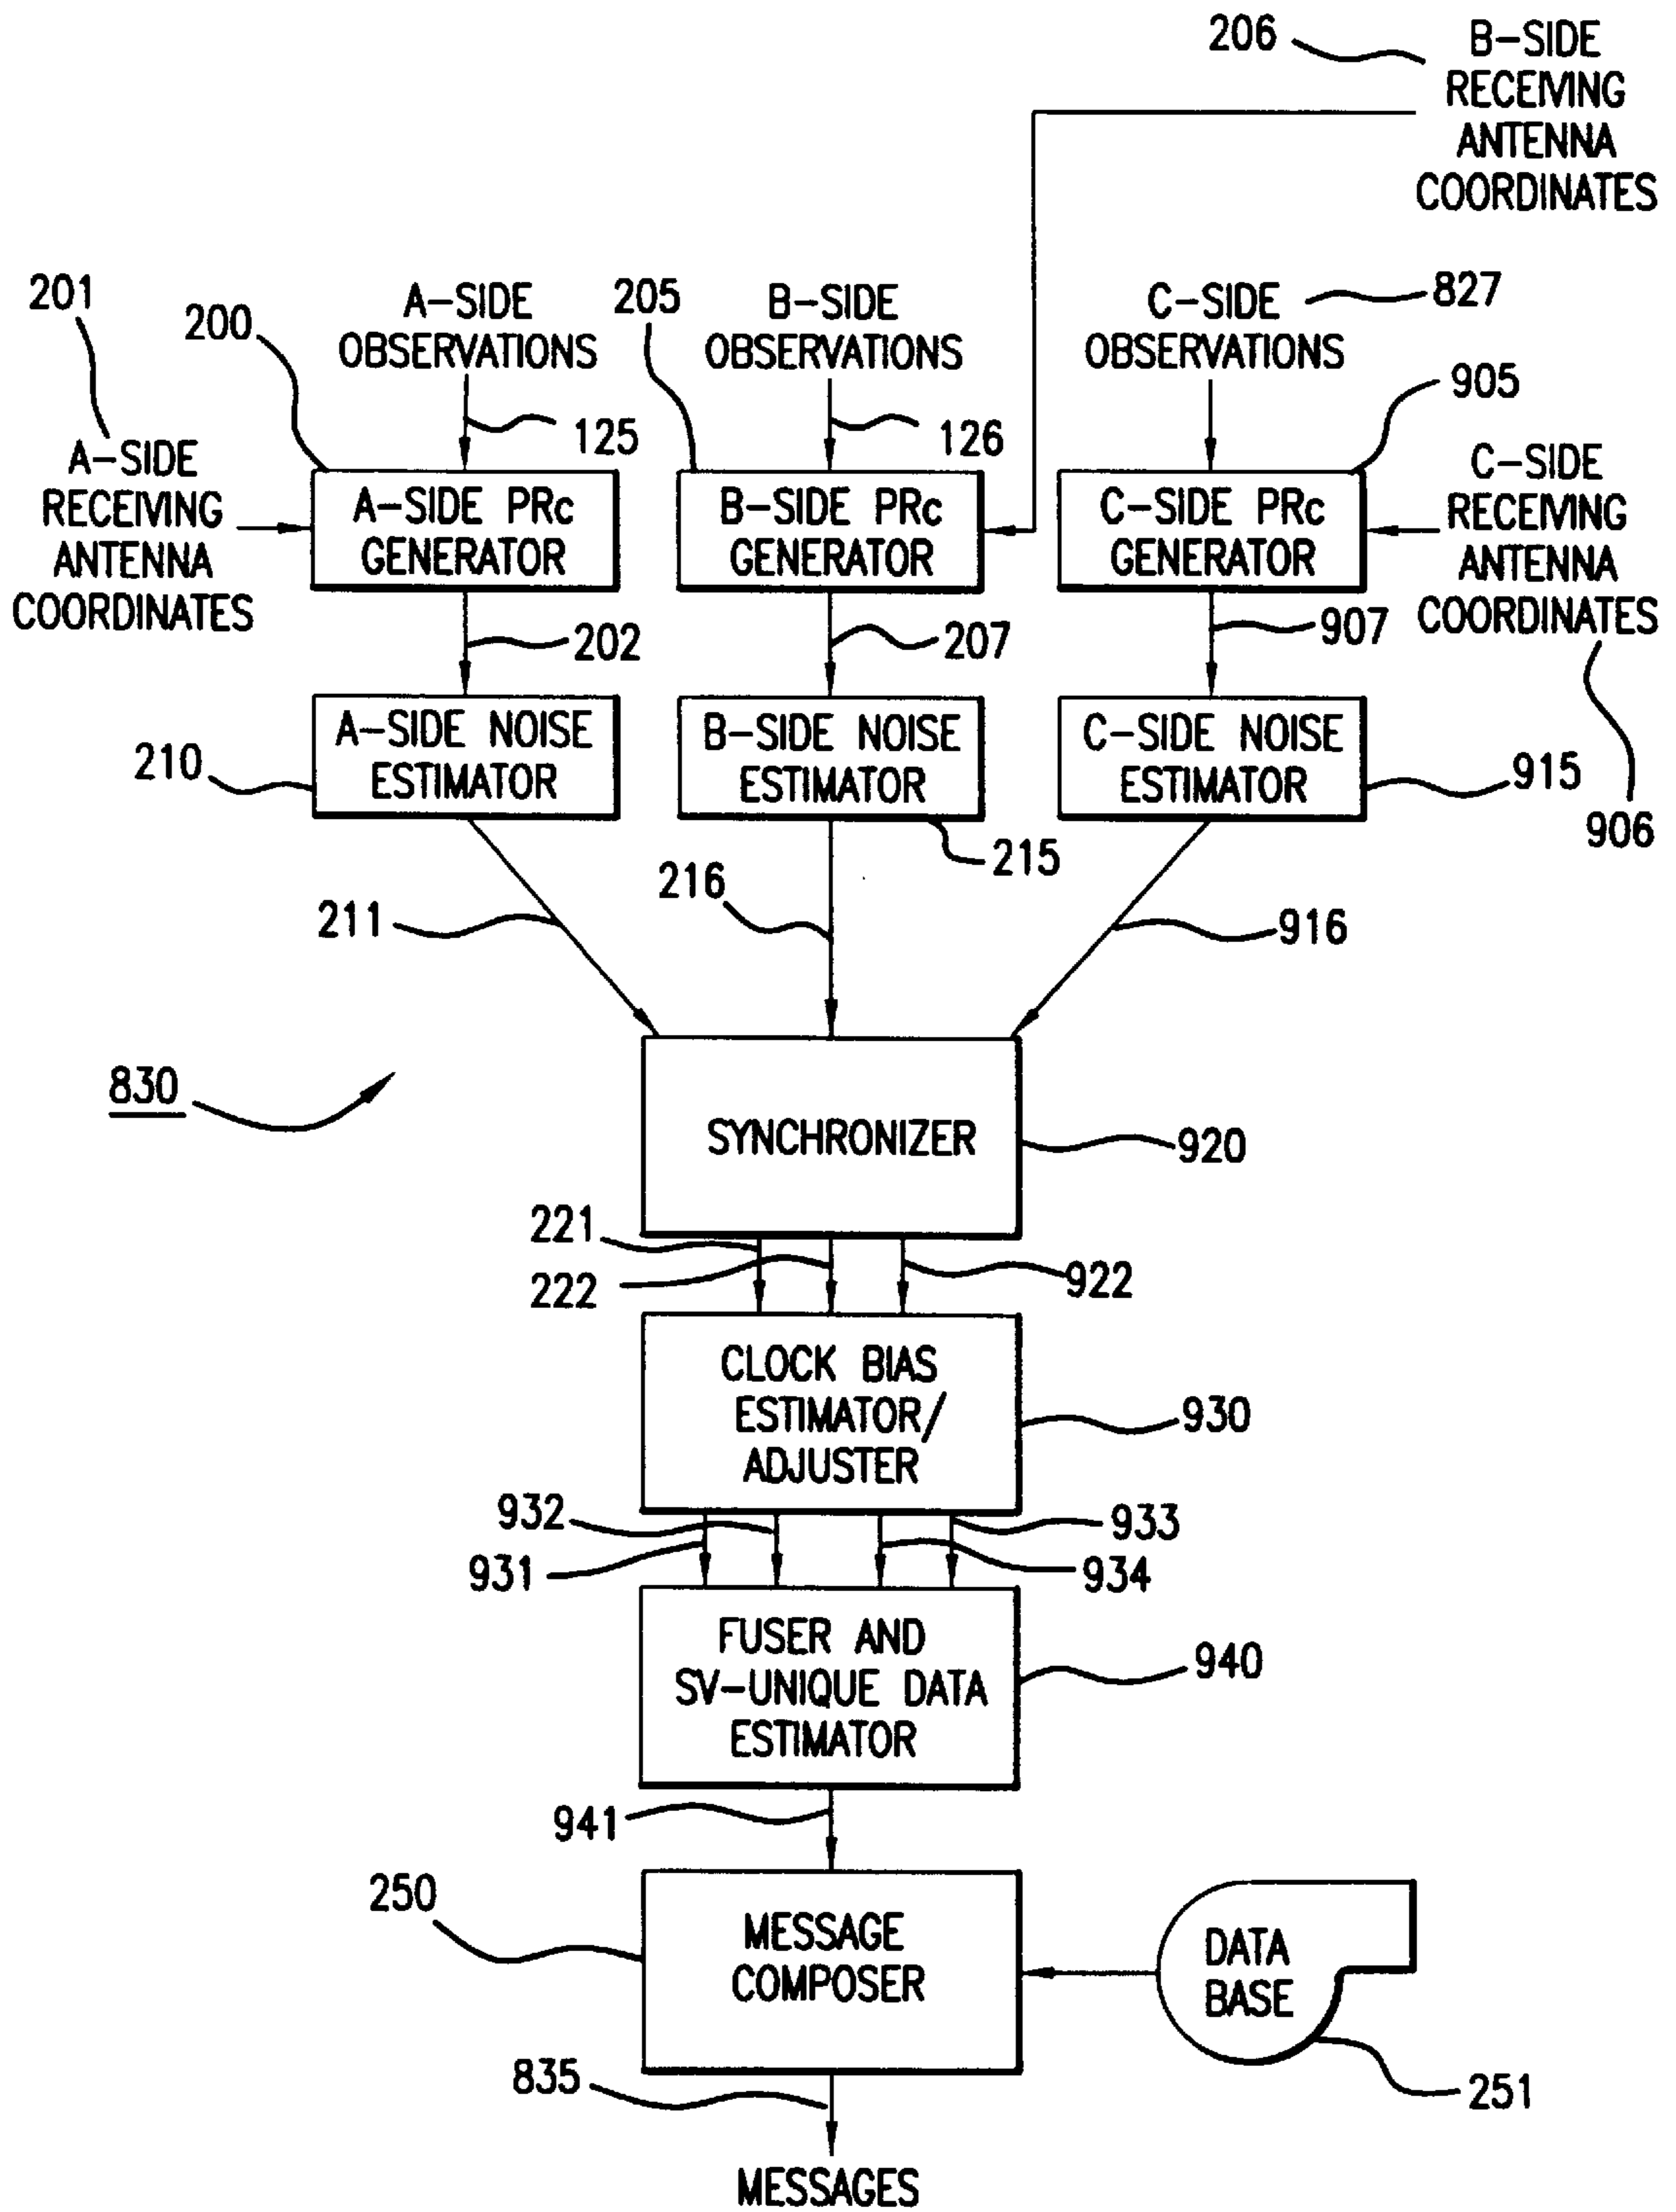 206
B-SIDE
RECEIVING
ANTENNA
COORDINATES
201
200
A-SIDE
OBSERVATIONS
205
B-SIDE
OBSERVATIONS
C-SIDE
OBSERVATIONS
827
905
125
126
A-SIDE
RECEIVING
ANTENNA
COORDINATES
A-SIDE PRc
GENERATOR
B-SIDE PRc
GENERATOR
C-SIDE PRc
GENERATOR
C-SIDE
RECEIVING
ANTENNA
COORDINATES
202
207
907
210
A-SIDE NOISE
ESTIMATOR
B-SIDE NOISE
ESTIMATOR
C-SIDE NOISE
ESTIMATOR
915
906
215
216
211
916
830
SYNCHRONIZER
920
221
222
922
CLOCK BIAS
ESTIMATOR/
ADJUSTER
930
932
933
931
934
FUSER AND
SV-UNIQUE DATA
ESTIMATOR
940
941
250
MESSAGE
COMPOSER
DATA
BASE
251
835
MESSAGES